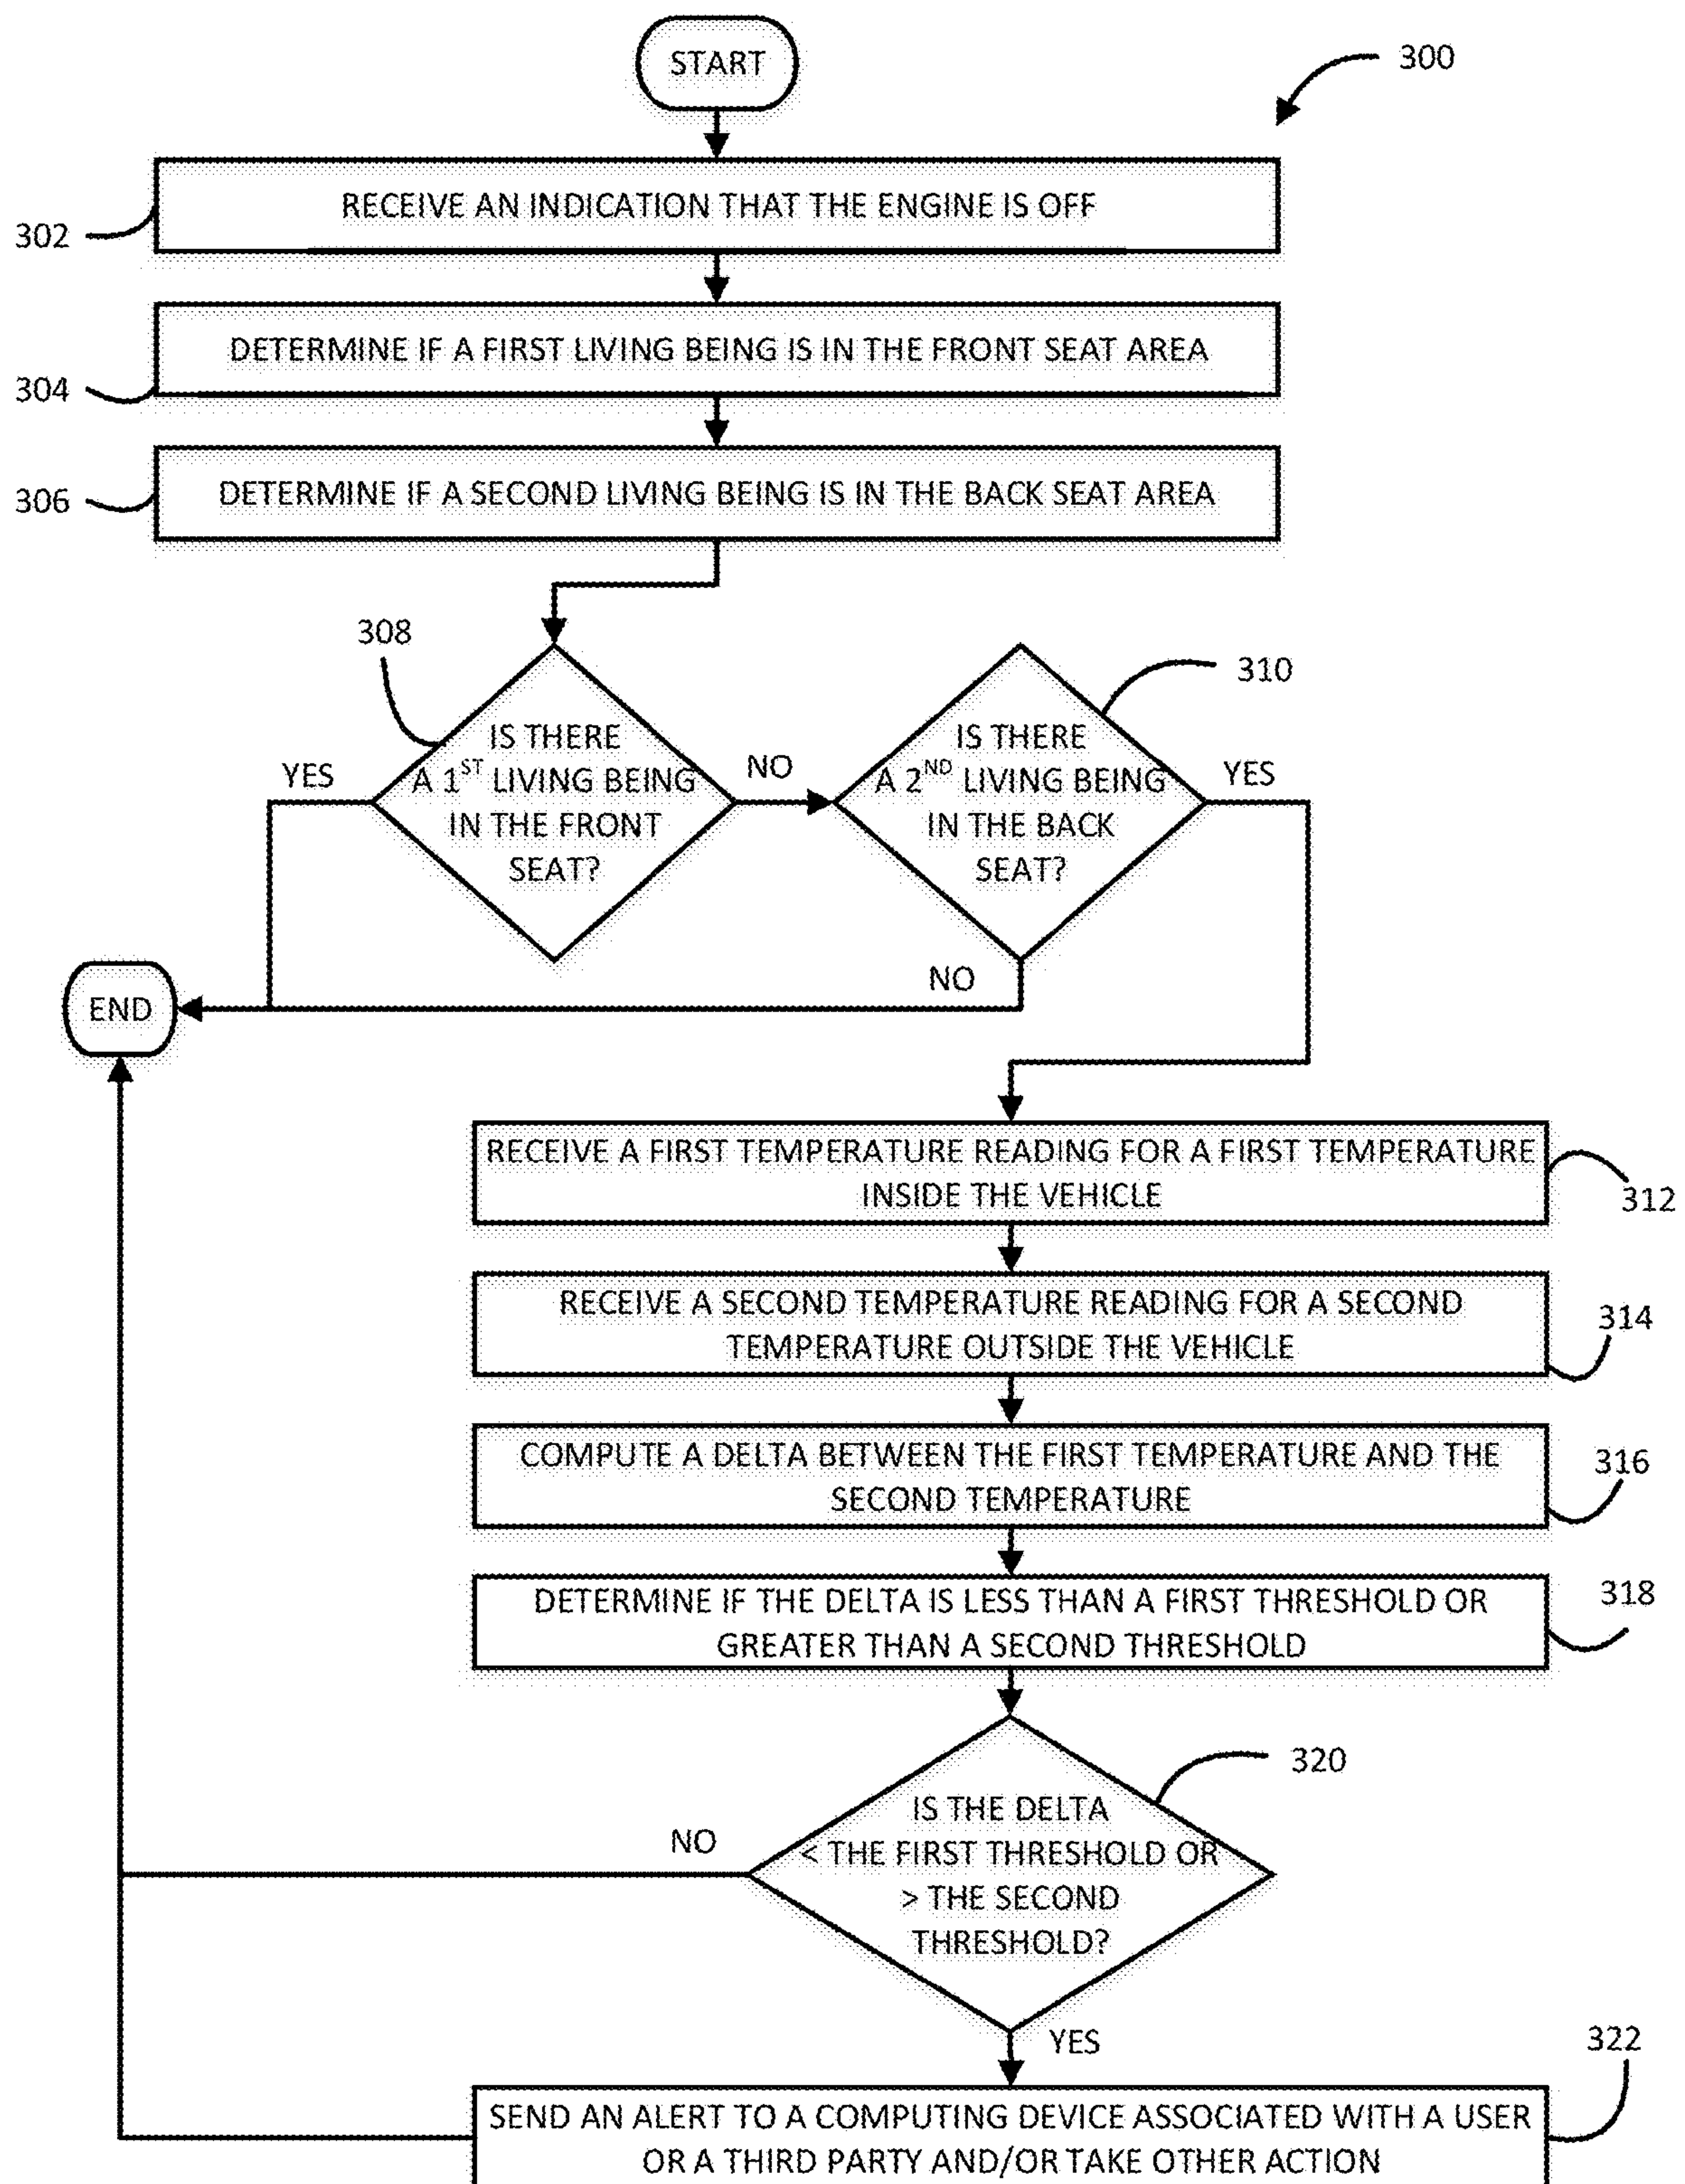 START
300
RECEIVE AN INDICATION THAT THE ENGINE IS OFF
302
DETERMINE IF A FIRST LIVING BEING IS IN THE FRONT SEAT AREA
304
DETERMINE IF A SECOND LIVING BEING IS IN THE BACK SEAT AREA
306
308
310
IS THERE
A 1ST LIVING BEING
IN THE FRONT
SEAT?
YES
NO
IS THERE
A 2ND LIVING BEING
IN THE BACK
SEAT?
YES
NO
END
RECEIVE A FIRST TEMPERATURE READING FOR A FIRST TEMPERATURE
INSIDE THE VEHICLE
312
RECEIVE A SECOND TEMPERATURE READING FOR A SECOND
TEMPERATURE OUTSIDE THE VEHICLE
314
COMPUTE A DELTA BETWEEN THE FIRST TEMPERATURE AND THE
SECOND TEMPERATURE
316
DETERMINE IF THE DELTA IS LESS THAN A FIRST THRESHOLD OR
GREATER THAN A SECOND THRESHOLD
318
320
IS THE DELTA
< THE FIRST THRESHOLD OR
> THE SECOND
THRESHOLD?
NO
YES
322
SEND AN ALERT TO A COMPUTING DEVICE ASSOCIATED WITH A USER
OR A THIRD PARTY AND/OR TAKE OTHER ACTION